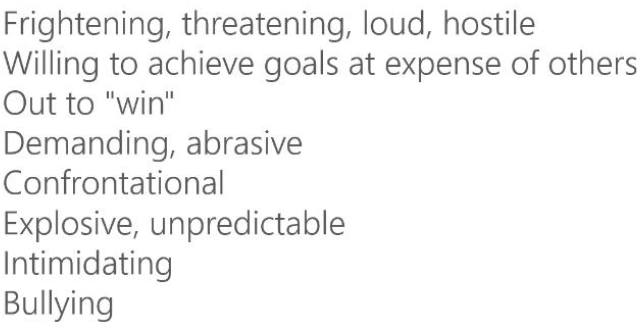 Frightening, threatening, loud, hostile
Willing to achieve goals at expense of others
Out to "win"
Demanding, abrasive
Confrontational
Explosive, unpredictable
Intimidating
Bullying